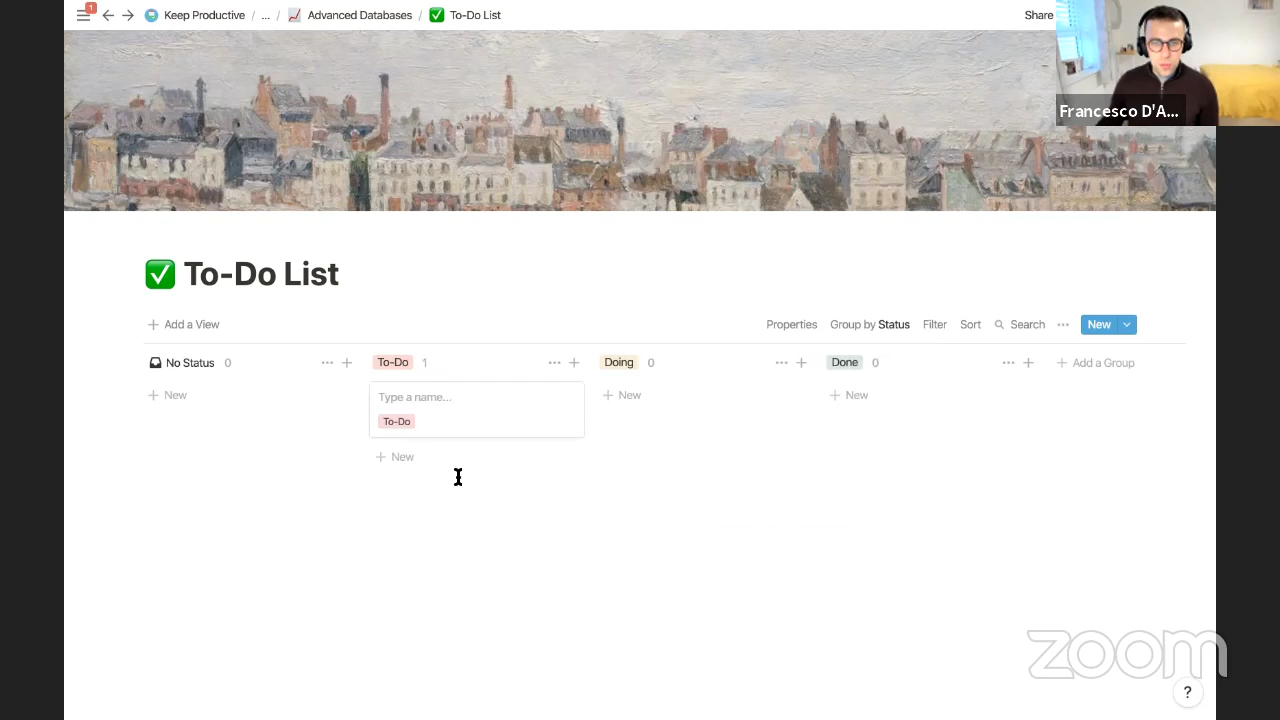 1
Keep Productive / ... / Advanced Databases / To-Do List
Share
Francesco D'A...
To-Do List
Add a View
Properties Group by Status Filter Sort Search New
No Status 0
To-Do 1
Doing 0
Done 0
Add a Group
New
Type a name...
To-Do
New
New
New
zoom
?